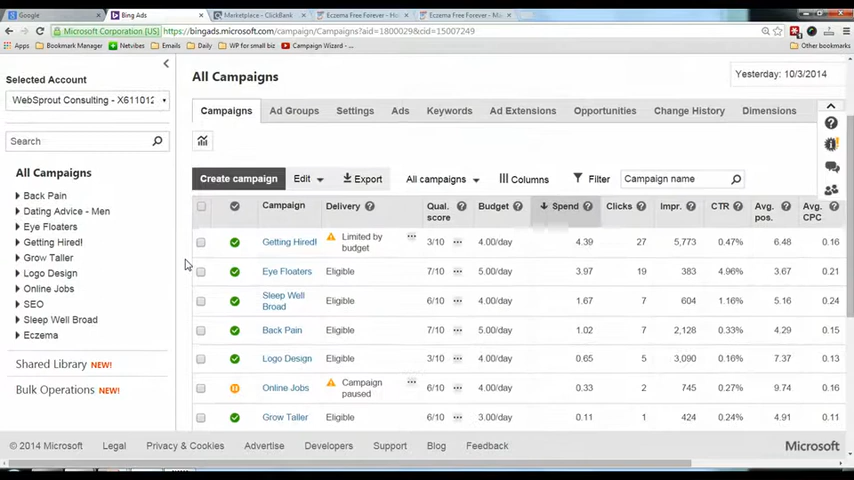 Google
Bing Ads
Marketplace - ClickBank
Eczema Free Forever - Ho
Eczema Free Forever - M
Microsoft Corporation [US]
https://bingads.microsoft.com/campaign/Campaigns?aid=1800029&cid=15007249
Apps Bookmark Manager Netvibes Emails Daily WP for small biz Campaign Wizard - ... Other bookmarks
Selected Account
WebSprout Consulting - X611012
Search
All Campaigns
Back Pain
Dating Advice - Men
Eye Floaters
Getting Hired!
Grow Taller
Logo Design
Online Jobs
SEO
Sleep Well Broad
Eczema
Shared Library NEW!
Bulk Operations NEW!
All Campaigns
Yesterday: 10/3/2014
Campaigns Ad Groups Settings Ads Keywords Ad Extensions Opportunities Change History Dimensions
Create campaign Edit Export All campaigns Columns Filter Campaign name
Campaign Delivery Qual. score Budget Spend Clicks Impr. CTR Avg. pos. Avg. CPC
Getting Hired! Limited by budget 3/10 4.00/day 4.39 27 5,773 0.47% 6.48 0.16
Eye Floaters Eligible 7/10 5.00/day 3.97 19 383 4.96% 3.67 0.21
Sleep Well Broad Eligible 6/10 4.00/day 1.67 7 604 1.16% 5.16 0.24
Back Pain Eligible 7/10 5.00/day 1.02 7 2,128 0.33% 4.29 0.15
Logo Design Eligible 3/10 4.00/day 0.65 5 3,090 0.16% 7.37 0.13
Online Jobs Campaign paused 6/10 4.00/day 0.33 2 745 0.27% 9.74 0.16
Grow Taller Eligible 6/10 3.00/day 0.11 1 424 0.24% 4.91 0.11
© 2014 Microsoft Legal Privacy & Cookies Advertise Developers Support Blog Feedback Microsoft